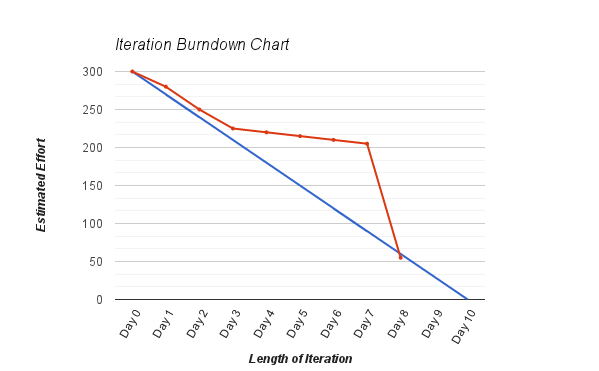 Iteration Burndown Chart
300
250
200
150
100
50
0
Estimated Effort
Day 0
Day 1
Day 2
Day 3
Day 4
Day 5
Day 6
Day 7
Day 8
Day 9
Day 10
Length of Iteration